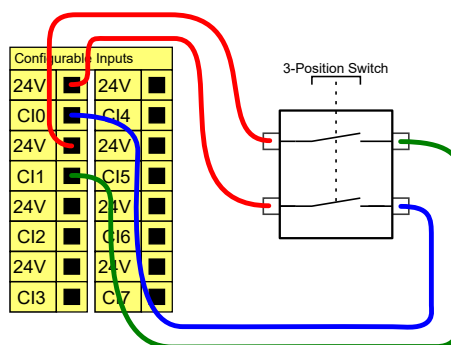 Configurable Inputs
24V 24V
CI0 CI4
24V 24V
CI1 CI5
24V 24V
CI2 CI6
24V 24V
CI3 CI7
3-Position Switch